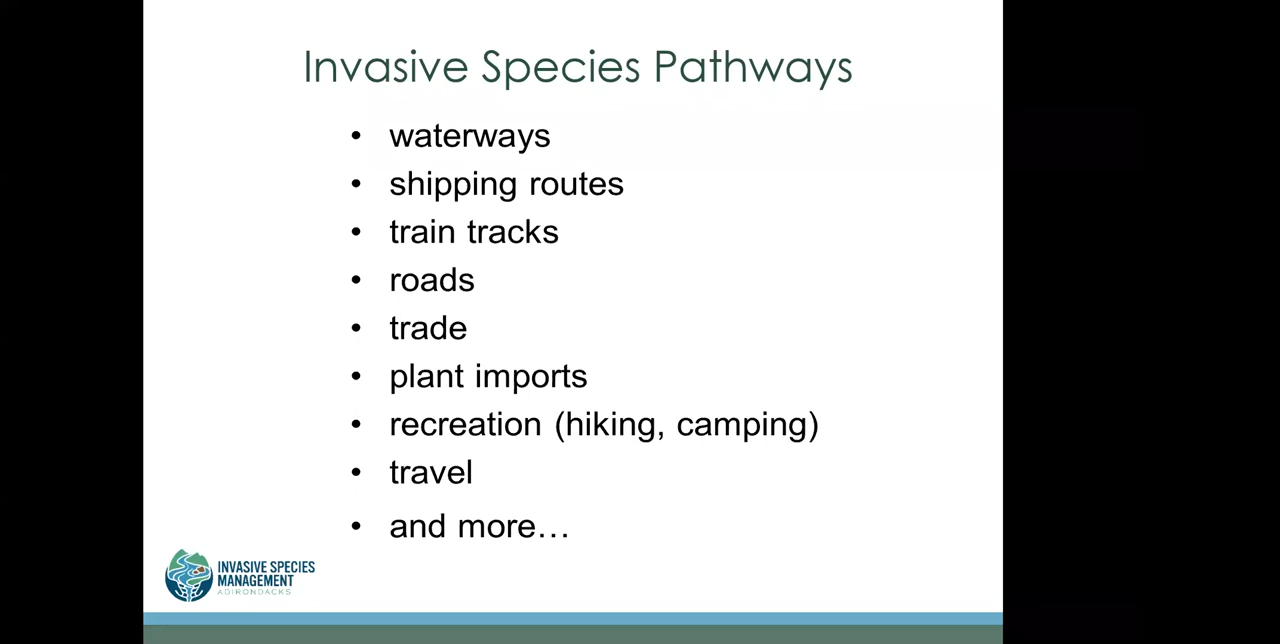 Invasive Species Pathways
• waterways
• shipping routes
• train tracks
• roads
• trade
• plant imports
• recreation (hiking, camping)
• travel
• and more…
INVASIVE SPECIES
MANAGEMENT
ADIRONDACKS